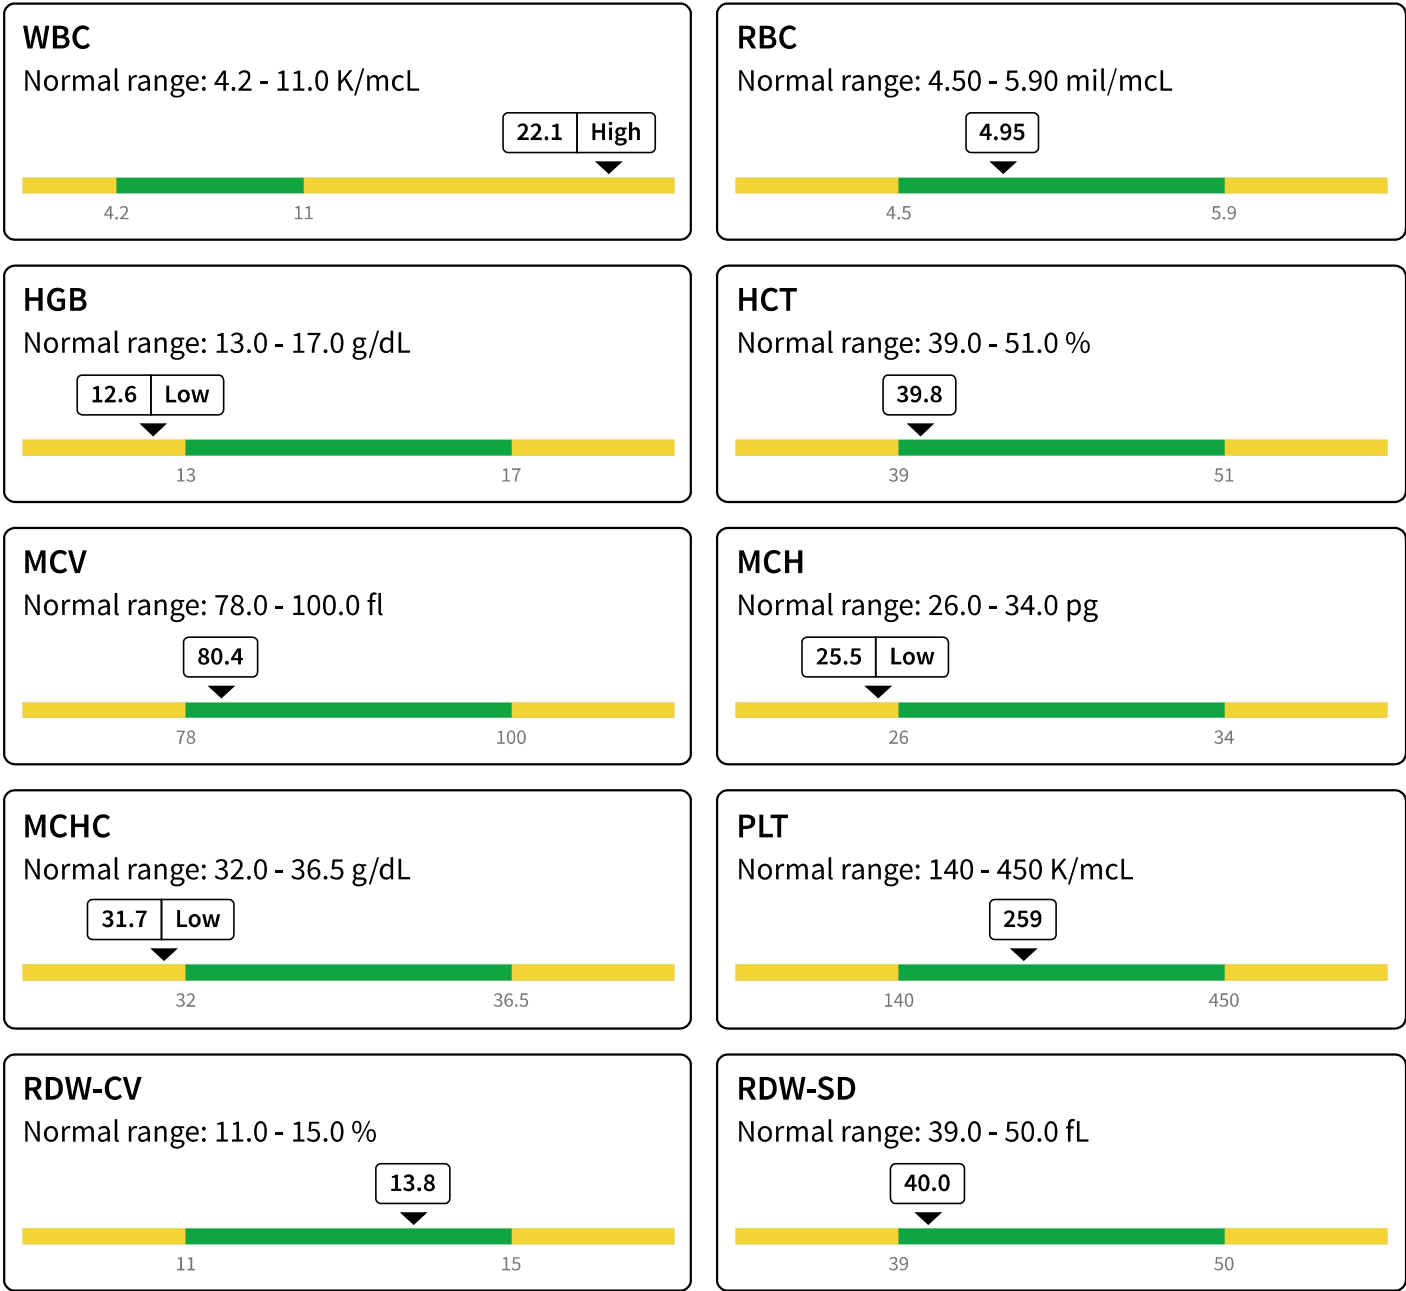 WBC
Normal range: 4.2 - 11.0 K/mcL
22.1 High
4.2 11
RBC
Normal range: 4.50 - 5.90 mil/mcL
4.95
4.5 5.9
HGB
Normal range: 13.0 - 17.0 g/dL
12.6 Low
13 17
HCT
Normal range: 39.0 - 51.0 %
39.8
39 51
MCV
Normal range: 78.0 - 100.0 fl
80.4
78 100
MCH
Normal range: 26.0 - 34.0 pg
25.5 Low
26 34
MCHC
Normal range: 32.0 - 36.5 g/dL
31.7 Low
32 36.5
PLT
Normal range: 140 - 450 K/mcL
259
140 450
RDW-CV
Normal range: 11.0 - 15.0 %
13.8
11 15
RDW-SD
Normal range: 39.0 - 50.0 fL
40.0
39 50